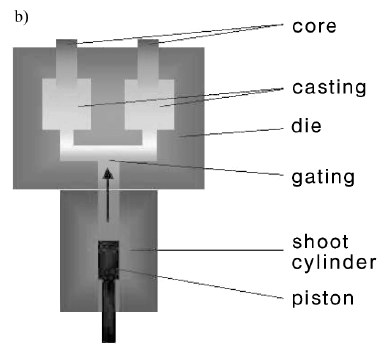 b)
core
casting
die
gating
shoot
cylinder
piston